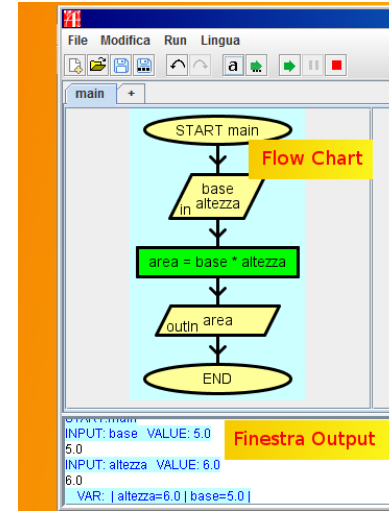 File Modifica Run Lingua
a
main +
START main
Flow Chart
base
in altezza
area = base * altezza
outln area
END
START:main
INPUT: base VALUE: 5.0
5.0
INPUT: altezza VALUE: 6.0
6.0
VAR: | altezza=6.0 | base=5.0 |
Finestra Output